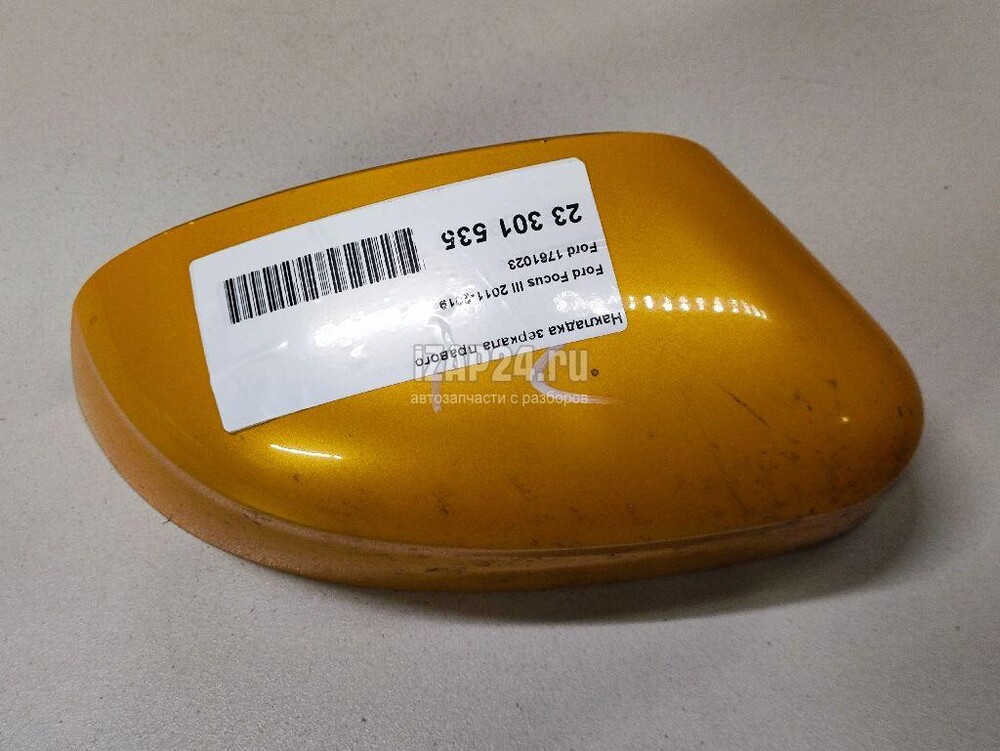 Накладка зеркала правого
Ford Focus III 2011-2019
Ford 1761023
23 301 535
iZAP24.ru
автозапчасти с разборов